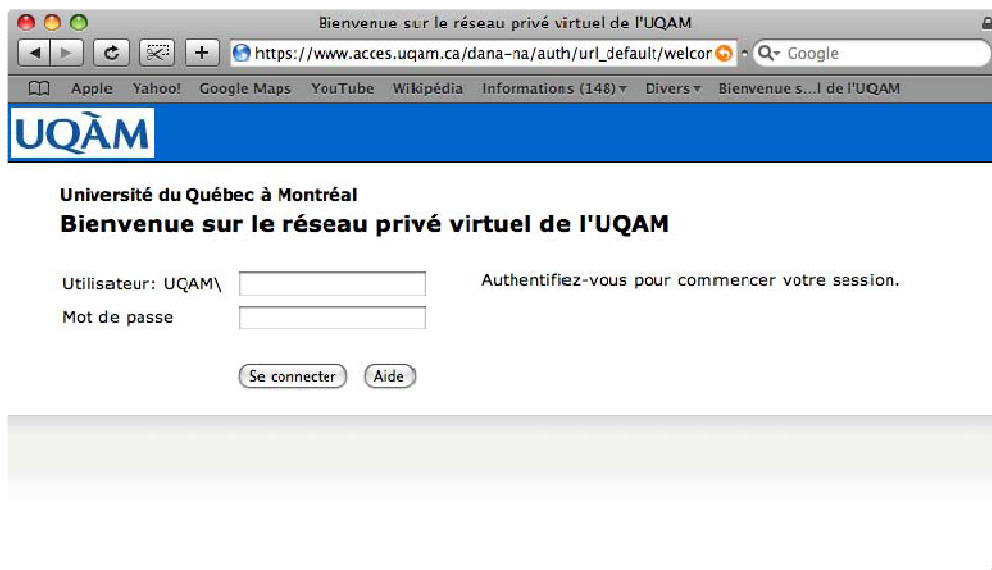 Bienvenue sur le réseau privé virtuel de l'UQAM
https://www.acces.uqam.ca/dana-na/auth/url_default/welcor
Google
Apple Yahoo! Google Maps YouTube Wikipédia Informations (148) Divers Bienvenue s...l de l'UQAM
UQÀM
Université du Québec à Montréal
Bienvenue sur le réseau privé virtuel de l'UQAM
Utilisateur: UQAM\
Authentifiez-vous pour commercer votre session.
Mot de passe
Se connecter Aide